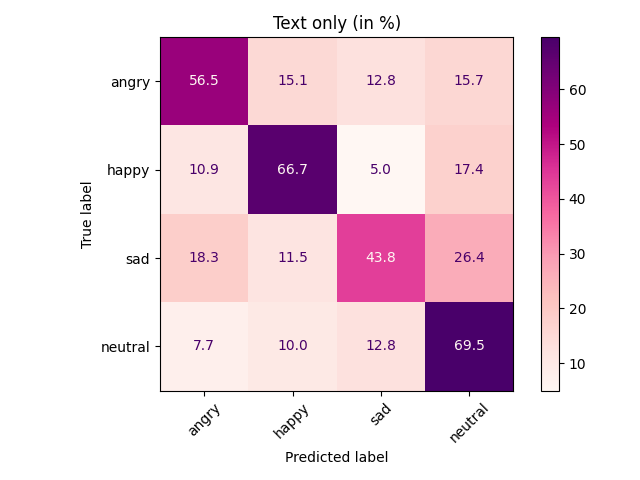 Text only (in %)
angry 56.5 15.1 12.8 15.7
happy 10.9 66.7 5.0 17.4
sad 18.3 11.5 43.8 26.4
neutral 7.7 10.0 12.8 69.5
angry happy sad neutral
True label
Predicted label
60
50
40
30
20
10